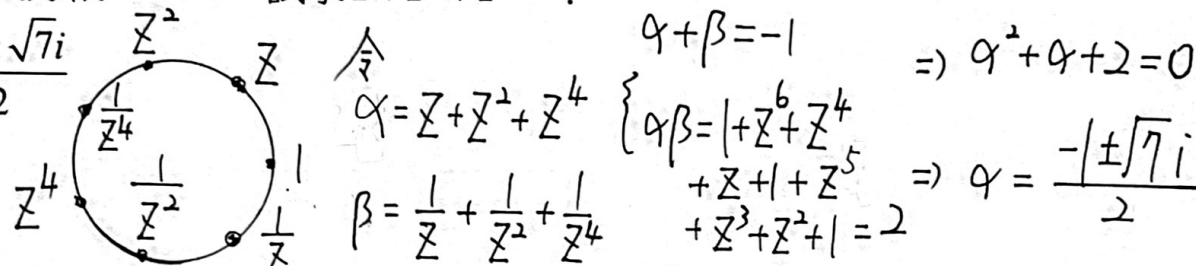 √7i
2
Z²
Z
1/Z⁴
1
Z⁴
1/Z²
1/Z
令
α=Z+Z²+Z⁴
β=1/Z+1/Z²+1/Z⁴
α+β=-1
{αβ=1+Z⁶+Z⁴
+Z+1+Z⁵
+Z³+Z²+1=2
=) α²+α+2=0
=) α=(-1±√7i)/2